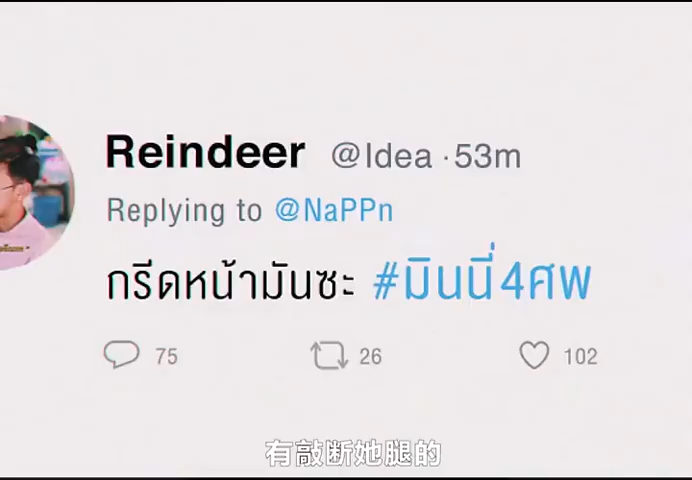 Reindeer @Idea · 53m
Replying to @NaPPn
กรีดหน้ามันซะ #มินนี่4ศพ
75 26 102
有敲断她腿的